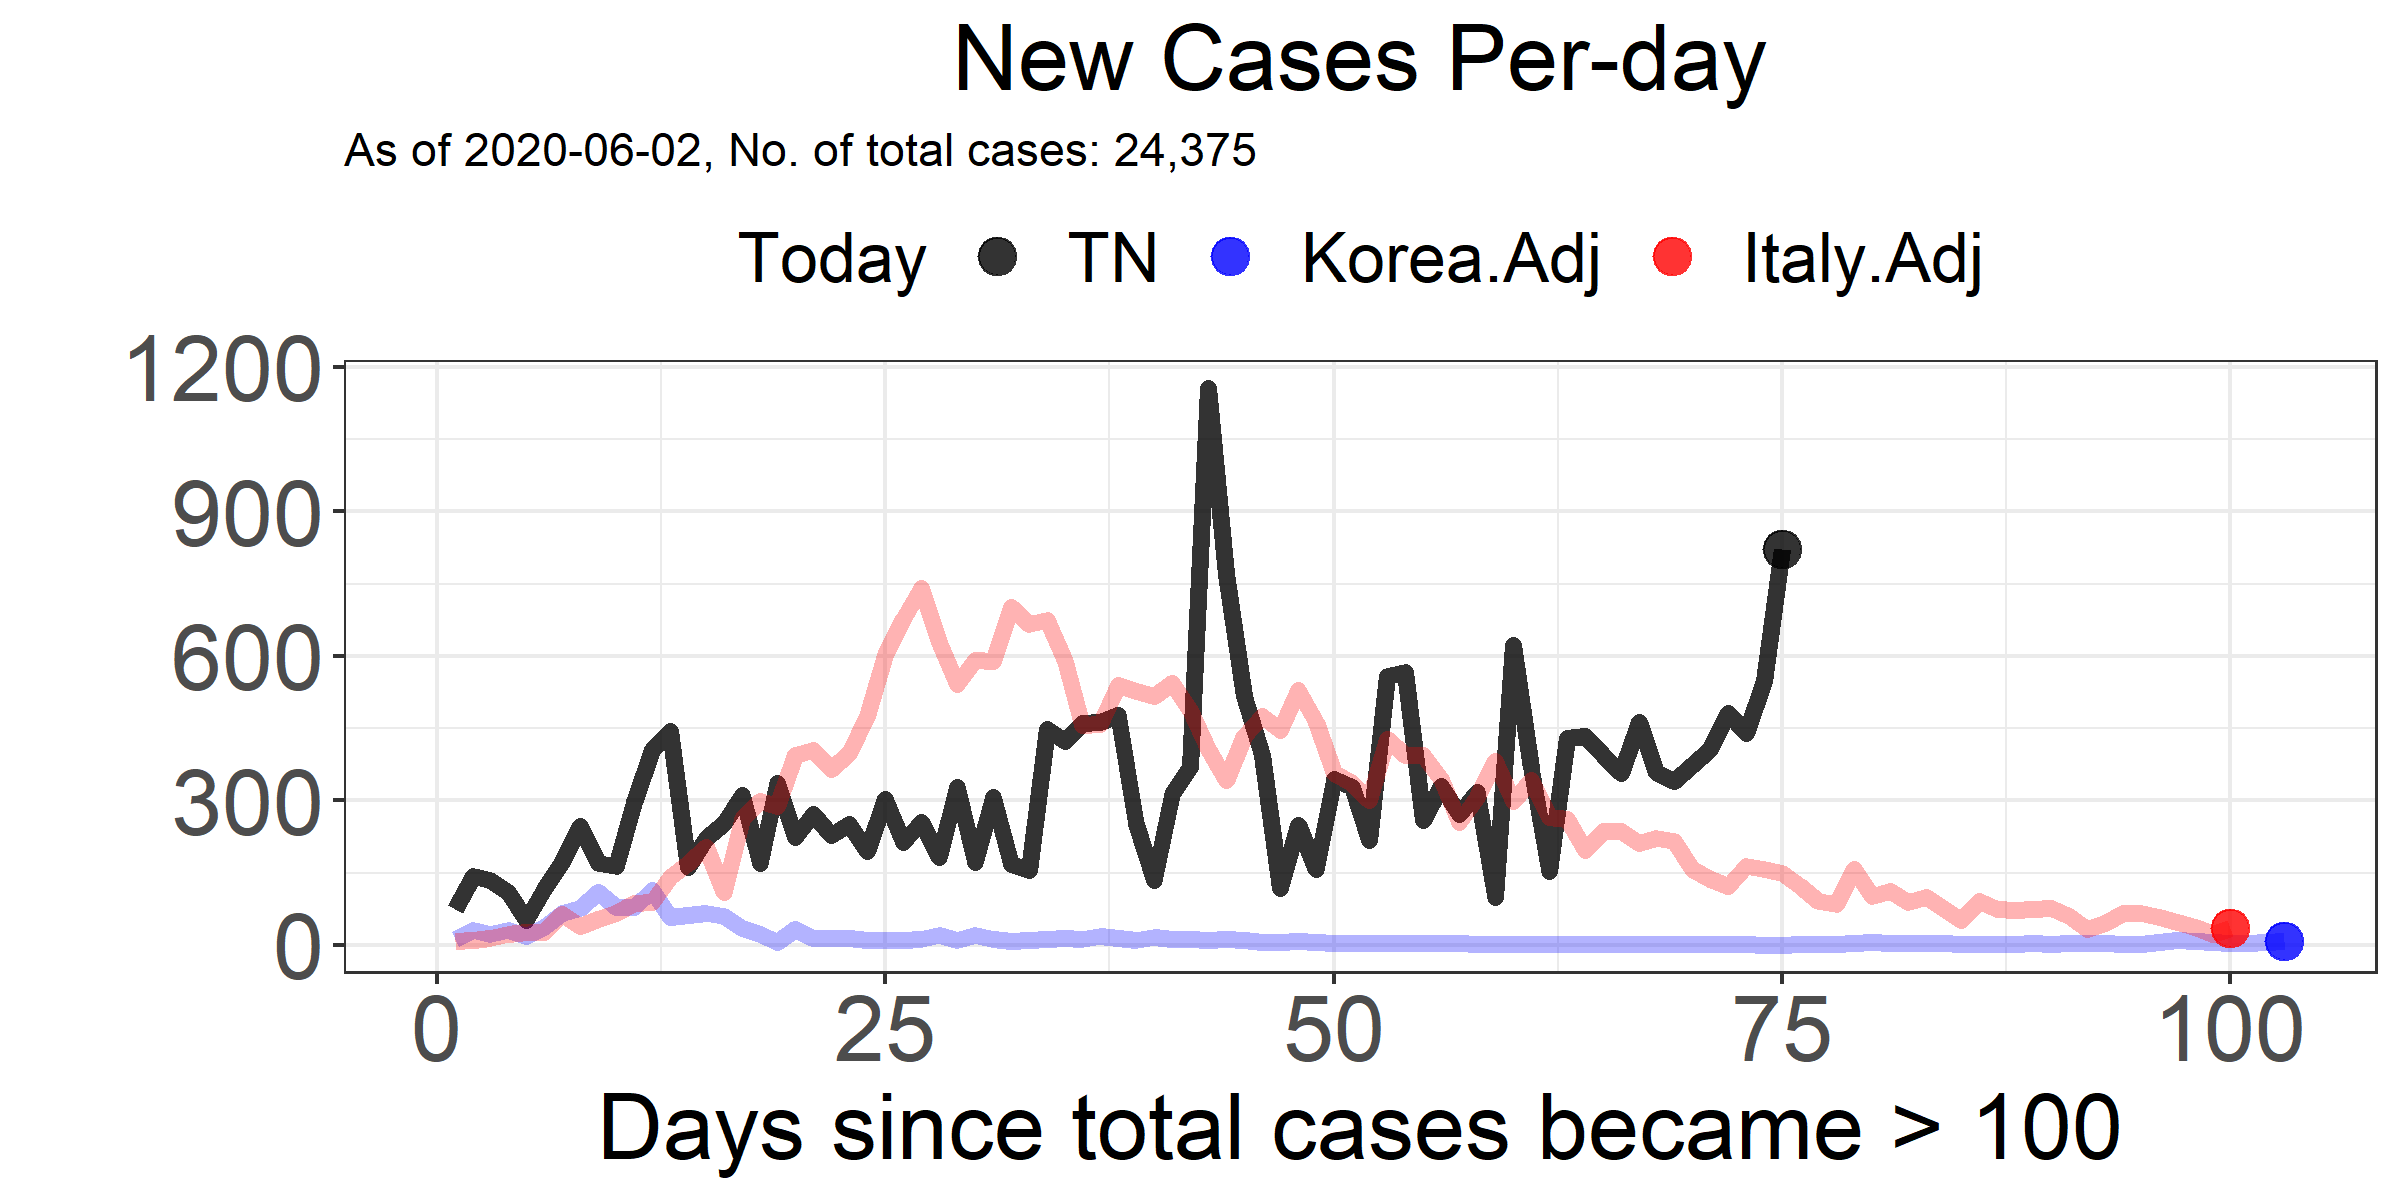 New Cases Per-day
As of 2020-06-02, No. of total cases: 24,375
Today TN Korea.Adj Italy.Adj
1200
900
600
300
0
0 25 50 75 100
Days since total cases became > 100